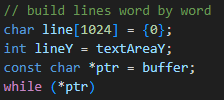 // build lines word by word
char line[1024] = {0};
int lineY = textAreaY;
const char *ptr = buffer;
while (*ptr)